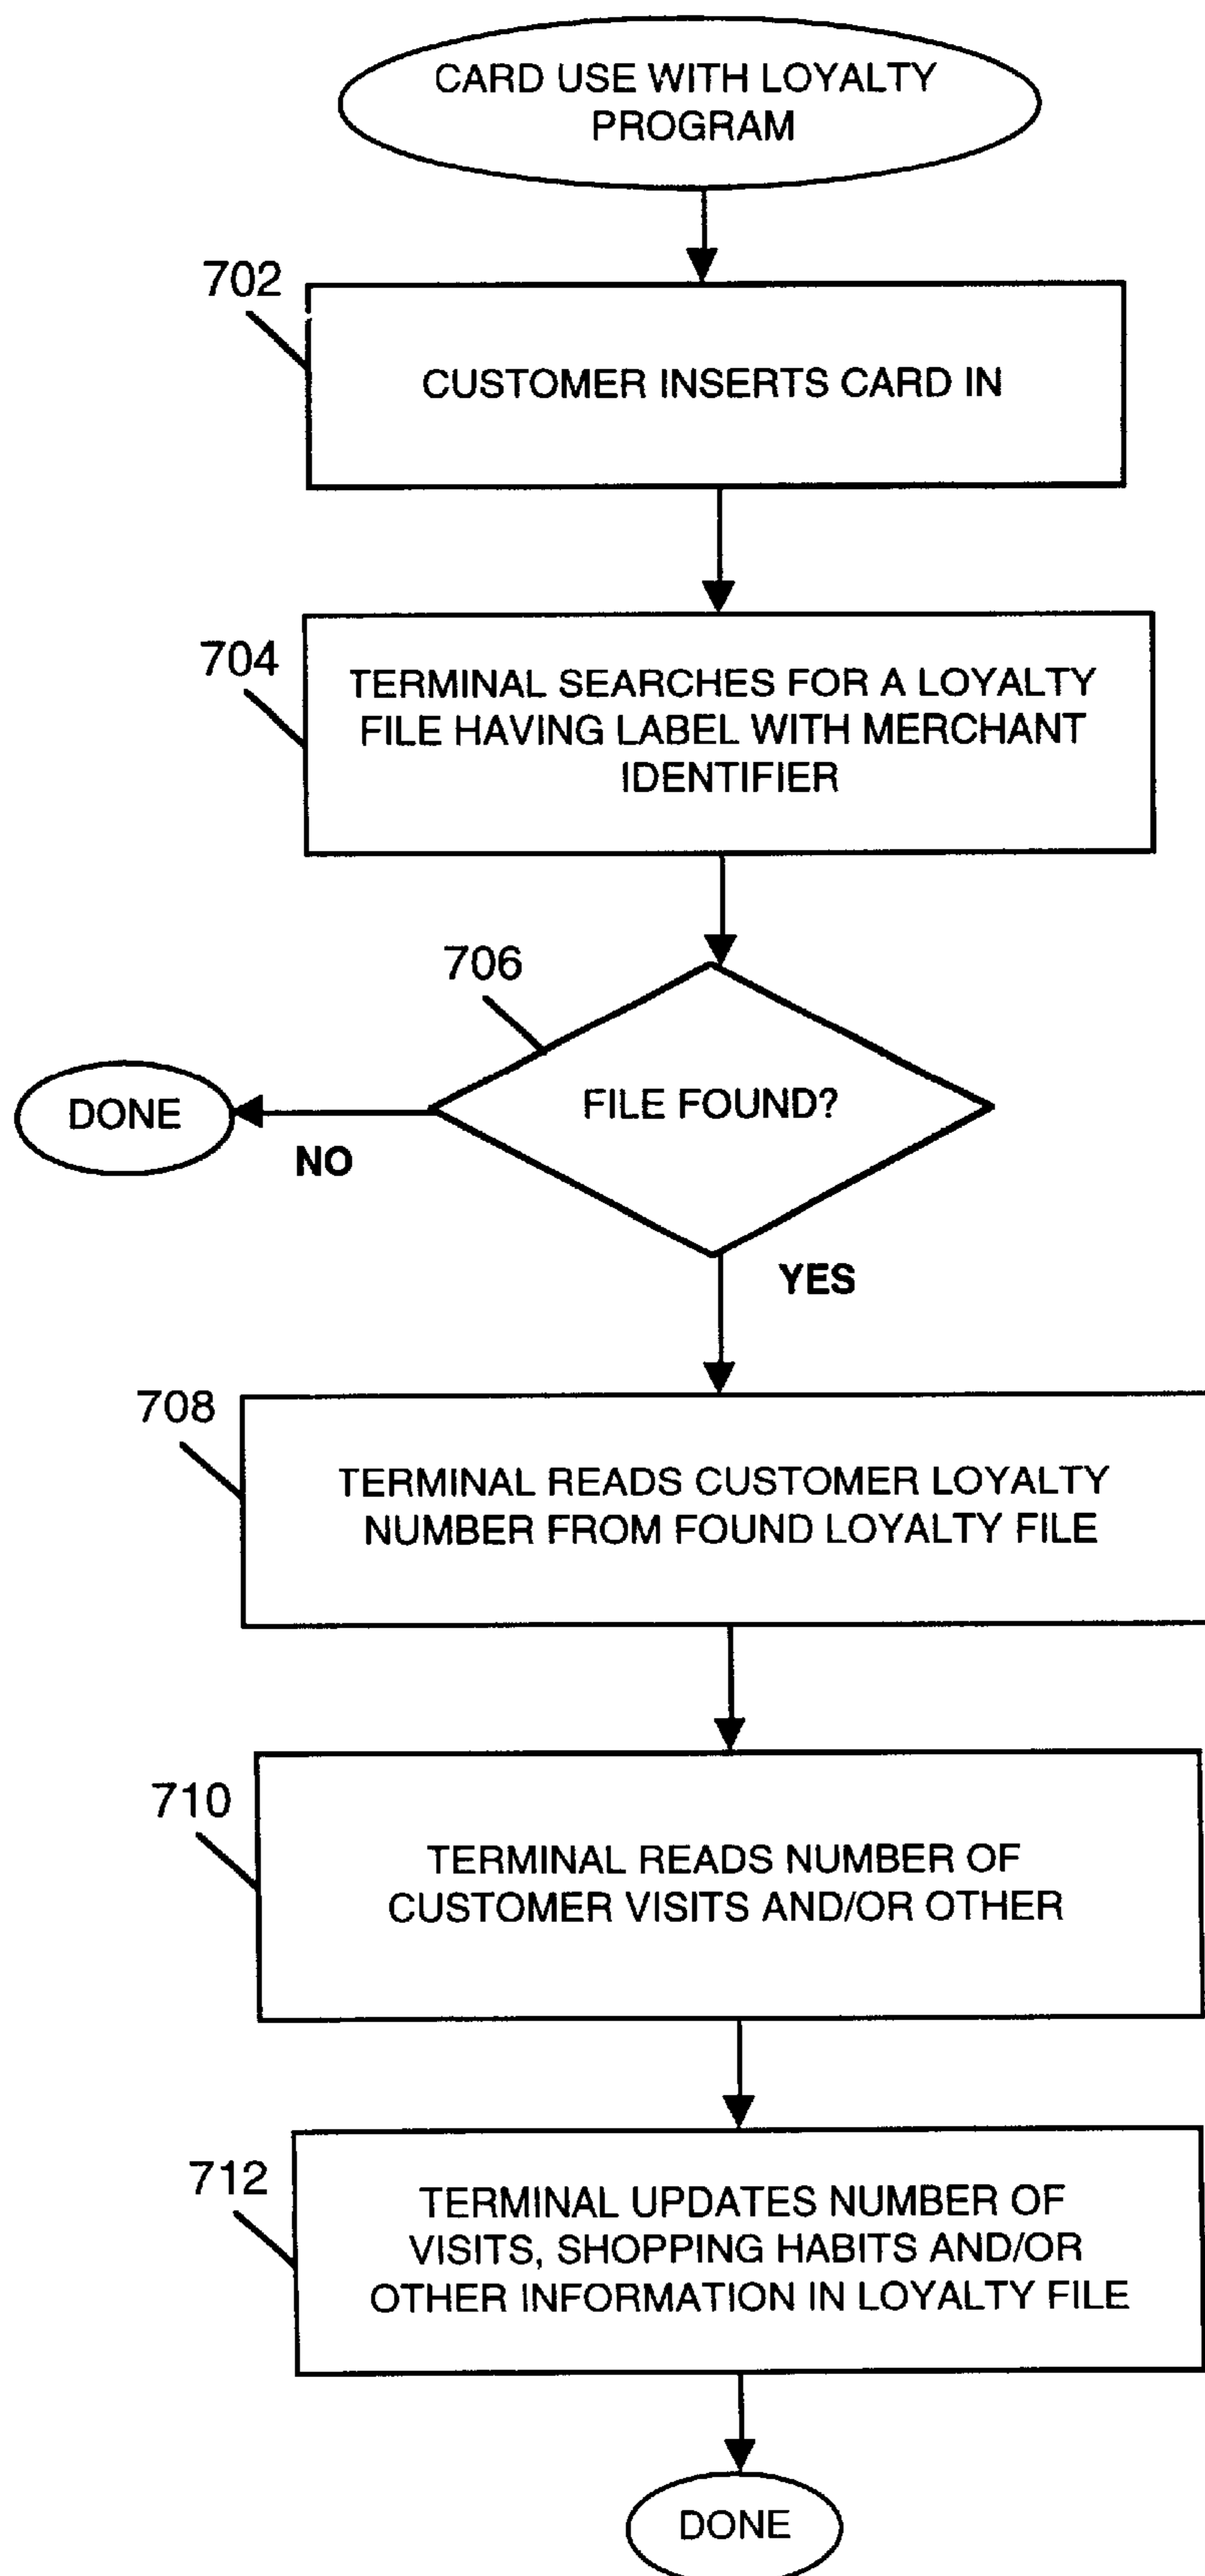 CARD USE WITH LOYALTY
PROGRAM
702
CUSTOMER INSERTS CARD IN
704
TERMINAL SEARCHES FOR A LOYALTY
FILE HAVING LABEL WITH MERCHANT
IDENTIFIER
706
FILE FOUND?
DONE
NO
YES
708
TERMINAL READS CUSTOMER LOYALTY
NUMBER FROM FOUND LOYALTY FILE
710
TERMINAL READS NUMBER OF
CUSTOMER VISITS AND/OR OTHER
712
TERMINAL UPDATES NUMBER OF
VISITS, SHOPPING HABITS AND/OR
OTHER INFORMATION IN LOYALTY FILE
DONE